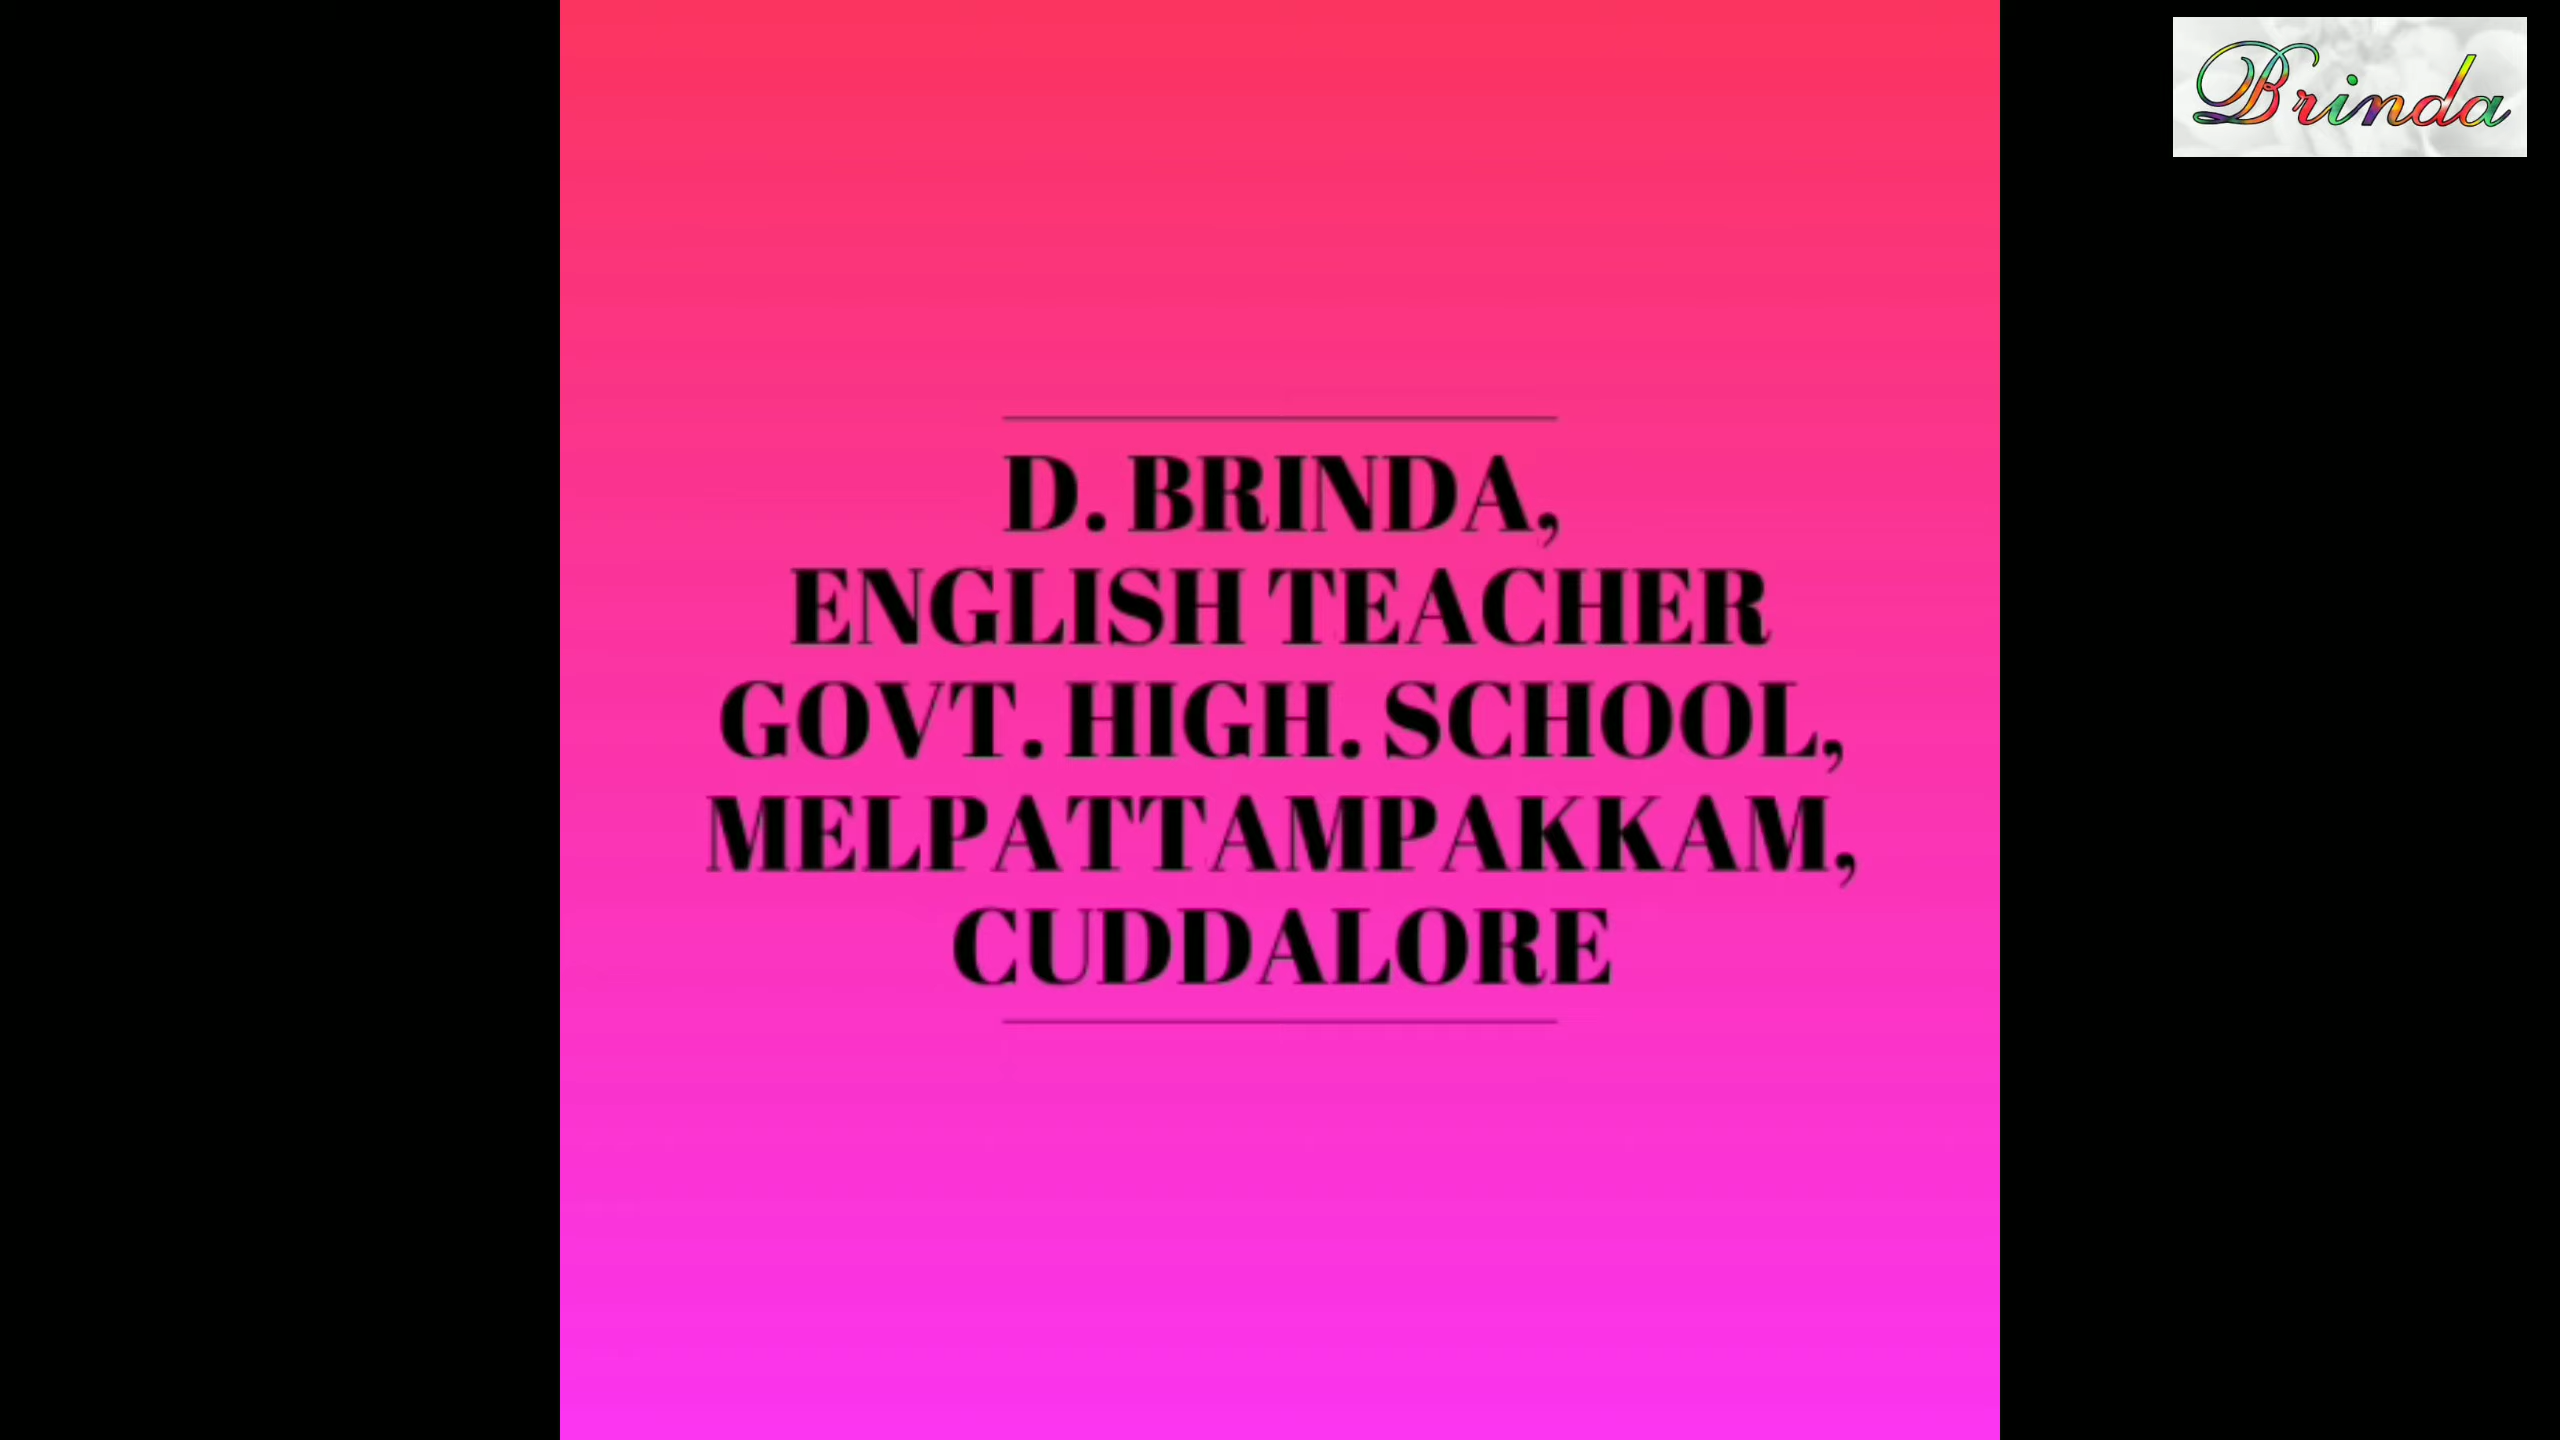 Brinda
D. BRINDA,
ENGLISH TEACHER
GOVT. HIGH. SCHOOL,
MELPATTAMPAKKAM,
CUDDALORE